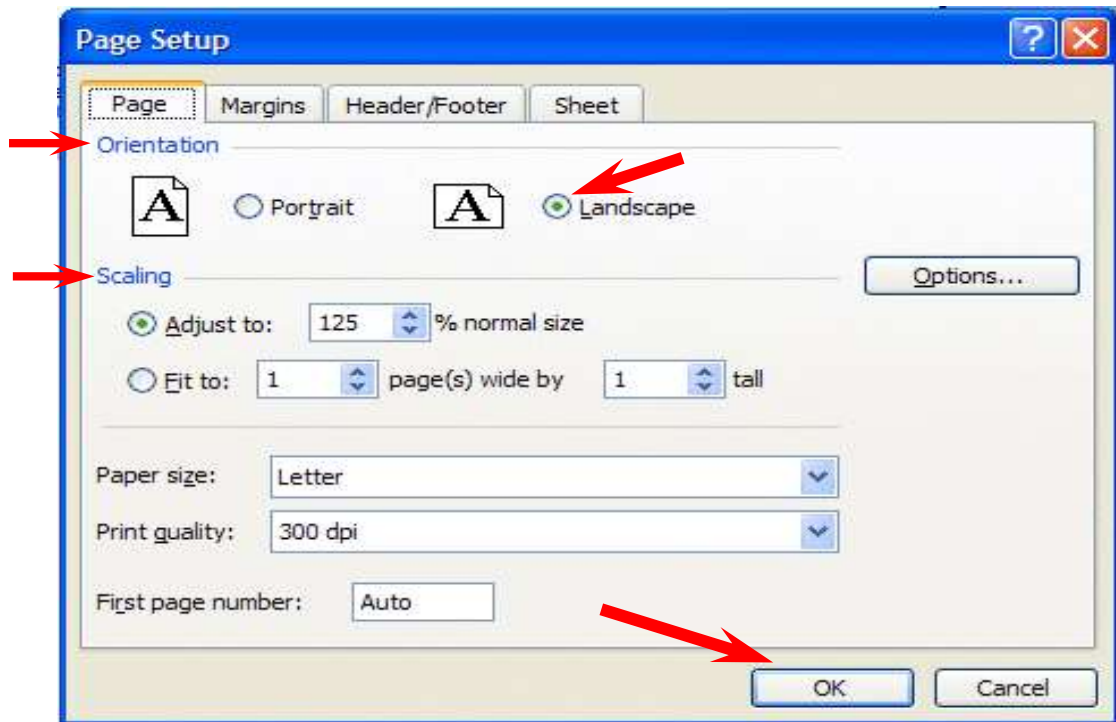 Page Setup
?
Page Margins Header/Footer Sheet
Orientation
A Portrait A Landscape
Scaling Options...
Adjust to: 125 % normal size
Fit to: 1 page(s) wide by 1 tall
Paper size: Letter
Print quality: 300 dpi
First page number: Auto
OK Cancel